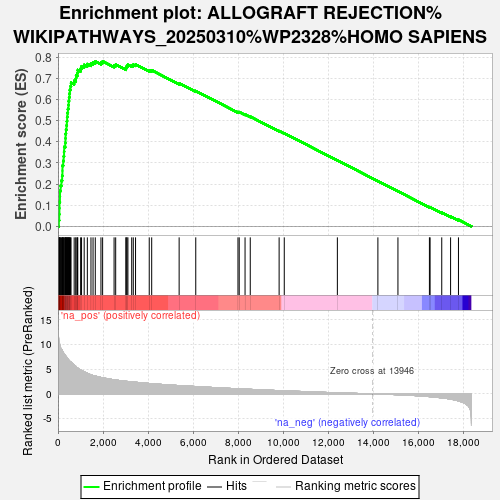 Enrichment plot: ALLOGRAFT REJECTION%
WIKIPATHWAYS_20250310%WP2328%HOMO SAPIENS
Enrichment score (ES)
0.8
0.7
0.6
0.5
0.4
0.3
0.2
0.1
0.0
'na_pos' (positively correlated)
Ranked list metric (PreRanked)
15
10
5
0
-5
Zero cross at 13946
'na_neg' (negatively correlated)
0
2,000
4,000
6,000
8,000
10,000
12,000
14,000
16,000
18,000
Rank in Ordered Dataset
Enrichment profile
Hits
Ranking metric scores